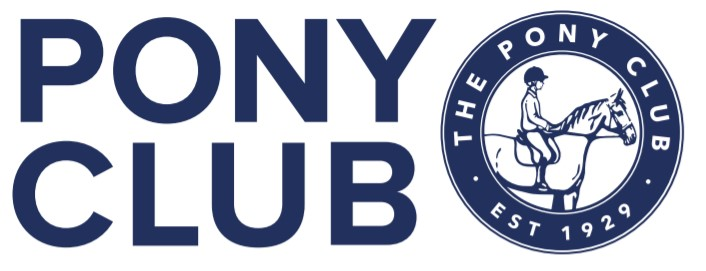 PONY
CLUB
THE PONY CLUB
· EST 1929 ·